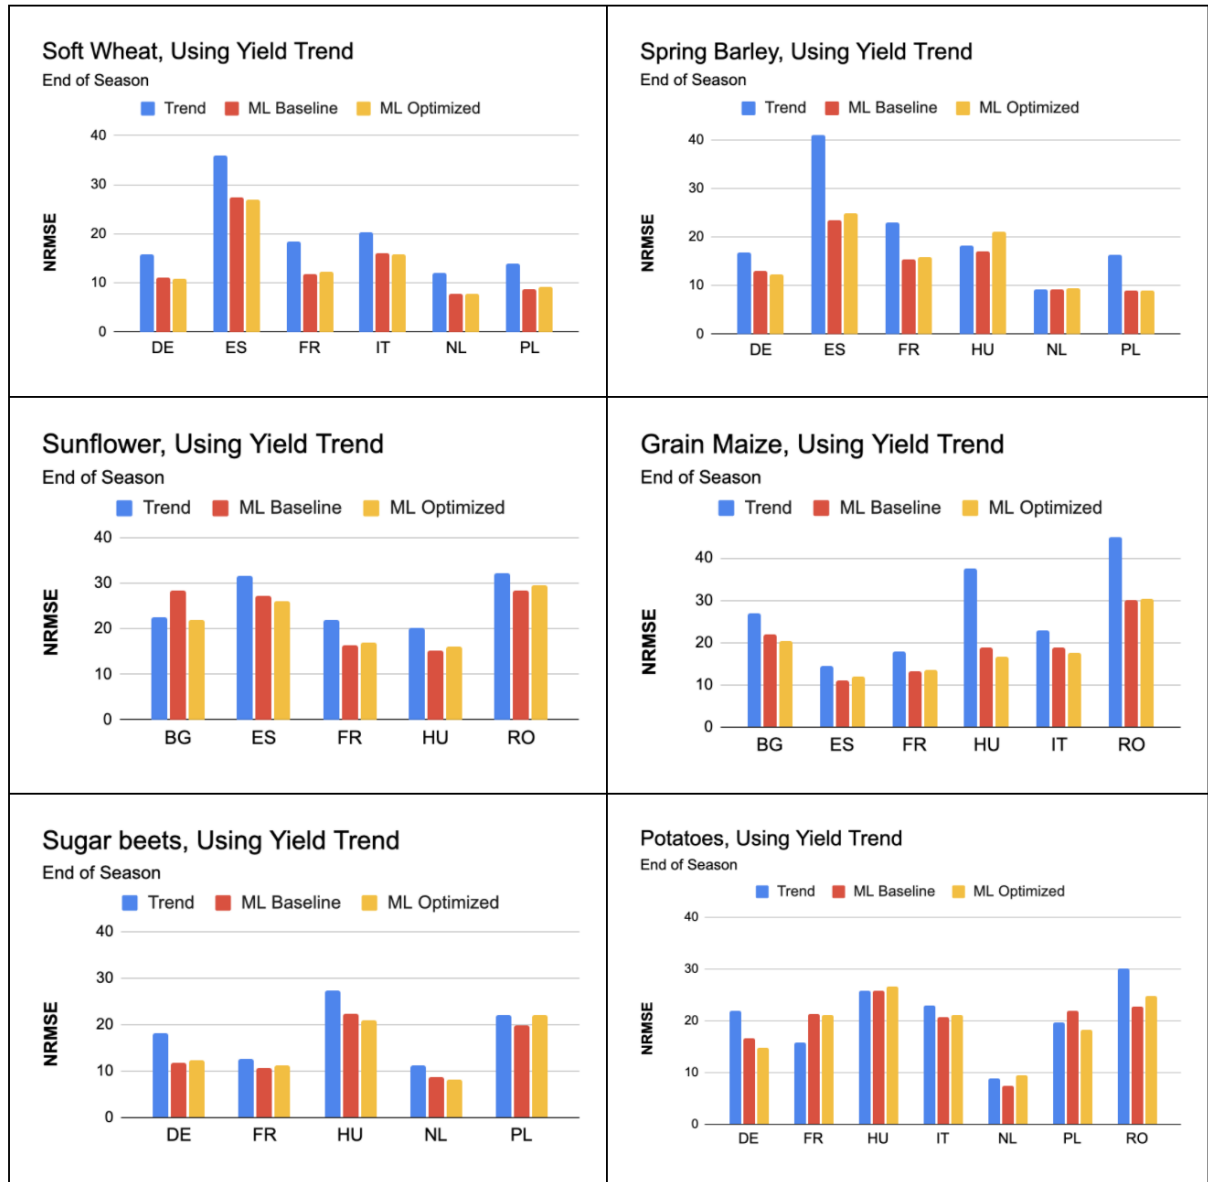 Soft Wheat, Using Yield Trend
End of Season
Trend ML Baseline ML Optimized
40
30
20
10
0
NRMSE
DE ES FR IT NL PL
Spring Barley, Using Yield Trend
End of Season
Trend ML Baseline ML Optimized
40
30
20
10
0
NRMSE
DE ES FR HU NL PL
Sunflower, Using Yield Trend
End of Season
Trend ML Baseline ML Optimized
40
30
20
10
0
NRMSE
BG ES FR HU RO
Grain Maize, Using Yield Trend
End of Season
Trend ML Baseline ML Optimized
40
30
20
10
0
NRMSE
BG ES FR HU IT RO
Sugar beets, Using Yield Trend
End of Season
Trend ML Baseline ML Optimized
40
30
20
10
0
NRMSE
DE FR HU NL PL
Potatoes, Using Yield Trend
End of Season
Trend ML Baseline ML Optimized
40
30
20
10
0
NRMSE
DE FR HU IT NL PL RO